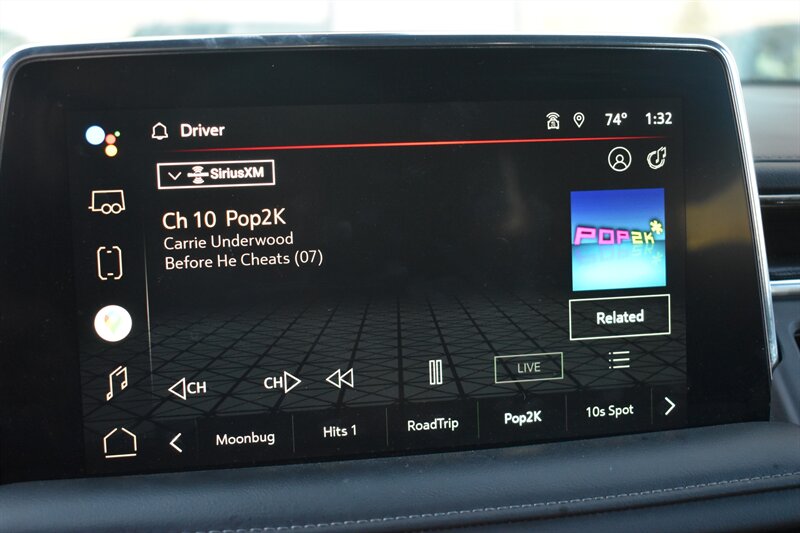 Driver
74° 1:32
SiriusXM
Ch 10 Pop2K
Carrie Underwood
Before He Cheats (07)
POP2K*
Related
CH CH LIVE
Moonbug Hits 1 RoadTrip Pop2K 10s Spot